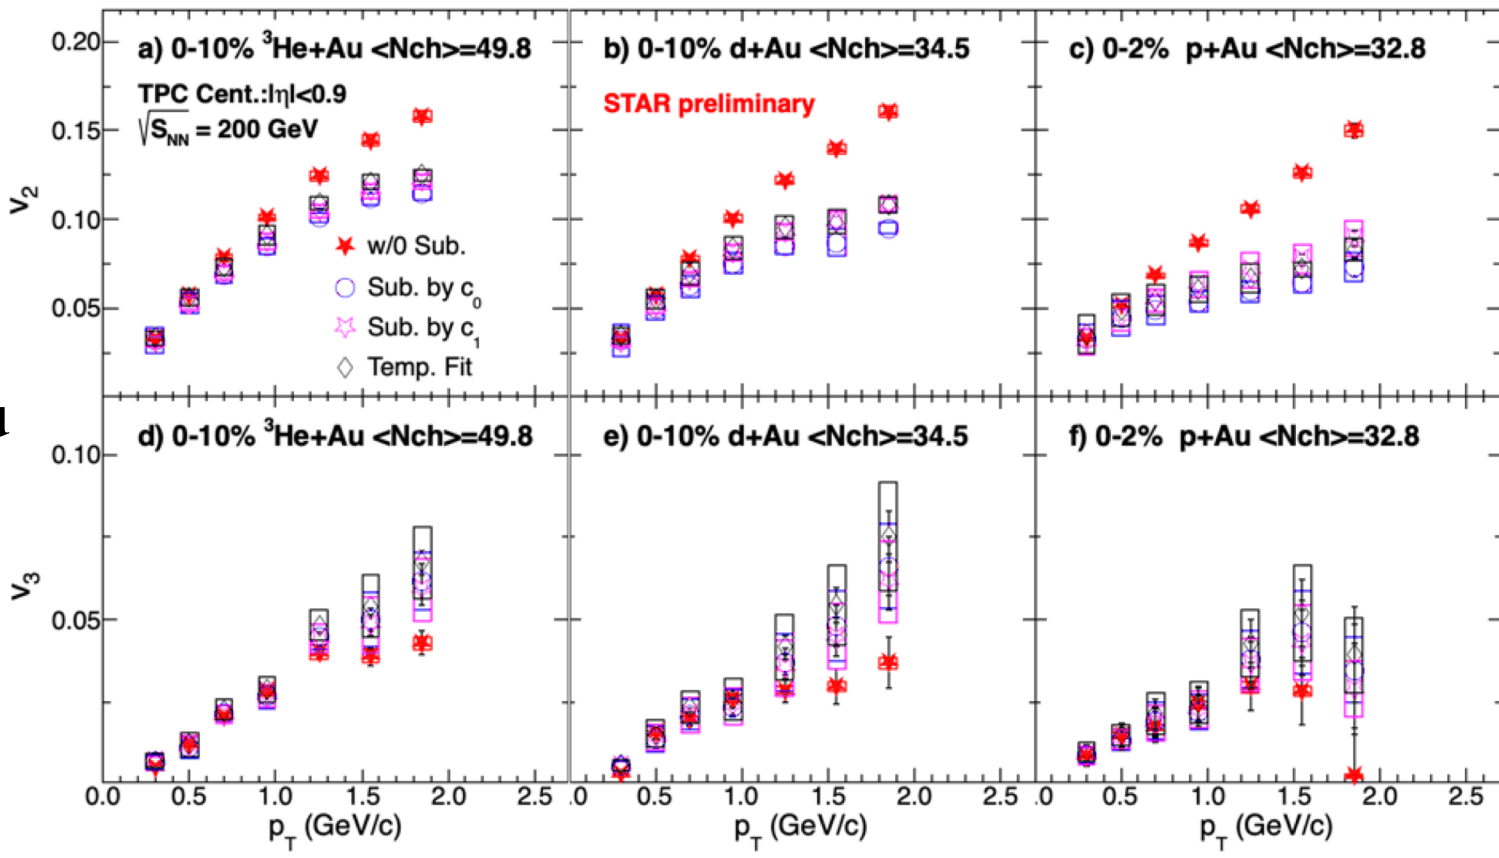 a) 0-10% ³He+Au <Nch>=49.8
b) 0-10% d+Au <Nch>=34.5
c) 0-2% p+Au <Nch>=32.8
TPC Cent.:|η|<0.9
√S_NN = 200 GeV
STAR preliminary
0.20
0.15
0.10
0.05
v₂
w/0 Sub.
Sub. by c₀
Sub. by c₁
Temp. Fit
d) 0-10% ³He+Au <Nch>=49.8
e) 0-10% d+Au <Nch>=34.5
f) 0-2% p+Au <Nch>=32.8
0.10
0.05
v₃
0.0 0.5 1.0 1.5 2.0 2.5
.0 0.5 1.0 1.5 2.0 2.5
.0 0.5 1.0 1.5 2.0 2.5
p_T (GeV/c)
p_T (GeV/c)
p_T (GeV/c)